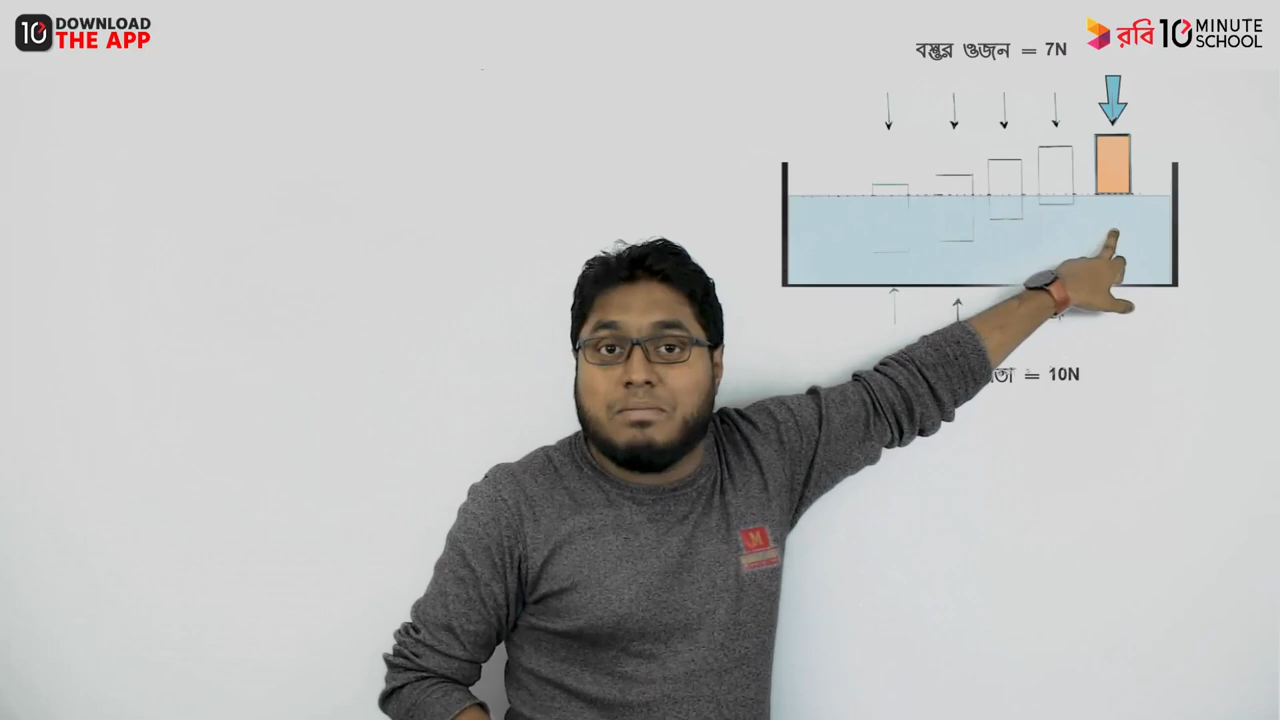 10 DOWNLOAD
THE APP
রবি 10 MINUTE
SCHOOL
বস্তুর ওজন = 7N
= 10N